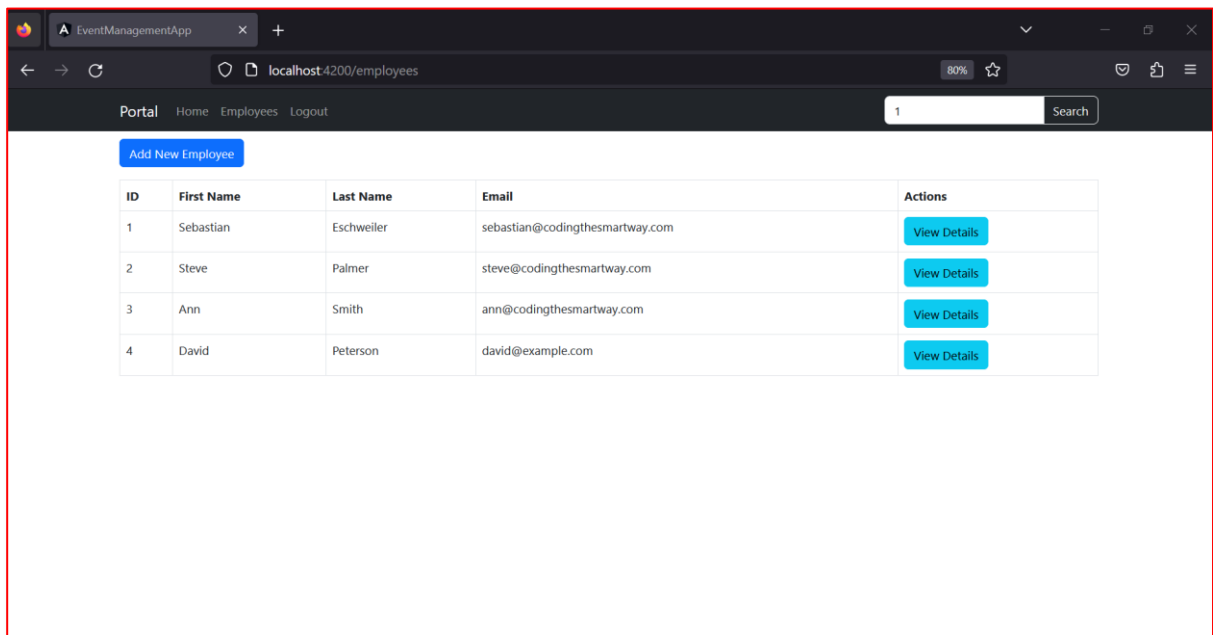 EventManagementApp
localhost:4200/employees 80%
Portal Home Employees Logout 1 Search
Add New Employee
ID First Name Last Name Email Actions
1 Sebastian Eschweiler sebastian@codingthesmartway.com View Details
2 Steve Palmer steve@codingthesmartway.com View Details
3 Ann Smith ann@codingthesmartway.com View Details
4 David Peterson david@example.com View Details